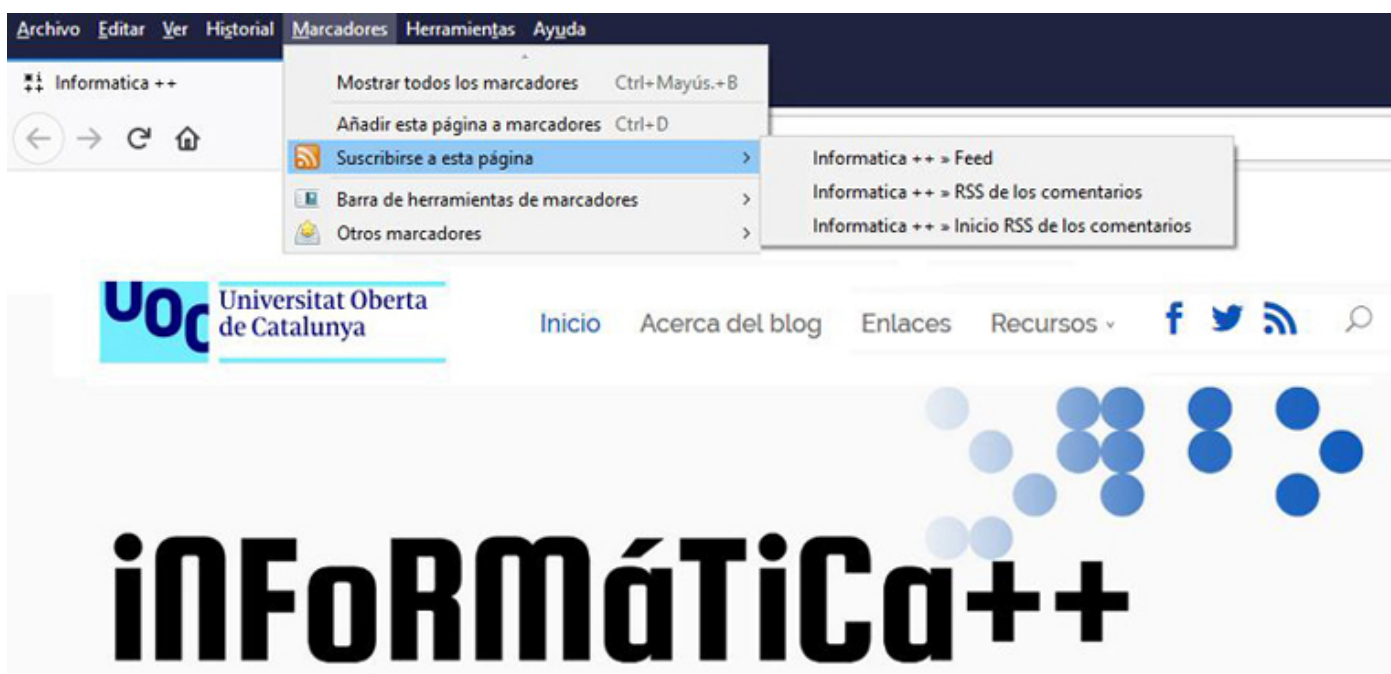 Archivo Editar Ver Historial Marcadores Herramientas Ayuda
Informatica ++
Mostrar todos los marcadores Ctrl+Mayús.+B
Añadir esta página a marcadores Ctrl+D
Suscribirse a esta página
Informatica ++ » Feed
Barra de herramientas de marcadores
Informatica ++ » RSS de los comentarios
Otros marcadores
Informatica ++ » Inicio RSS de los comentarios
UOC Universitat Oberta
de Catalunya
Inicio Acerca del blog Enlaces Recursos
iNFoRMáTiCa++